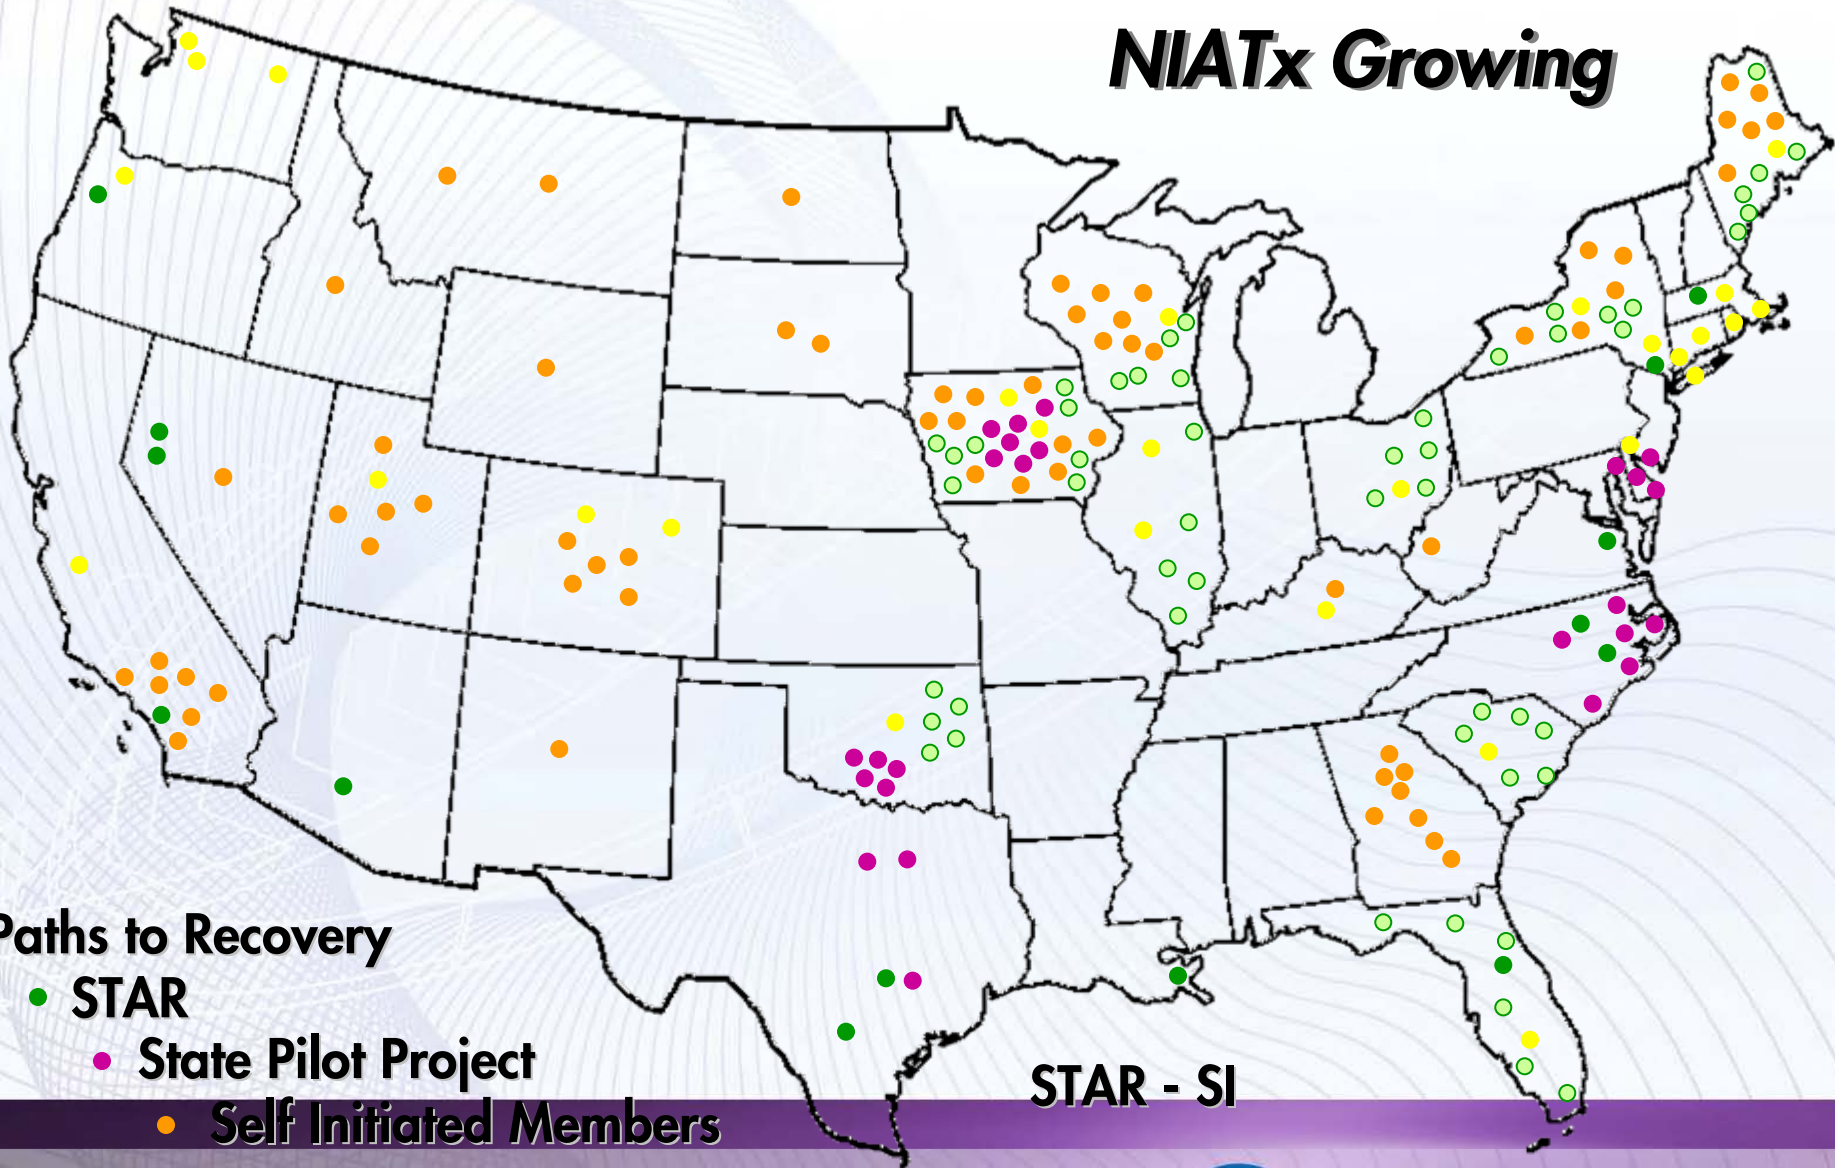 NIATx Growing
Paths to Recovery
STAR
State Pilot Project
STAR - SI
Self Initiated Members